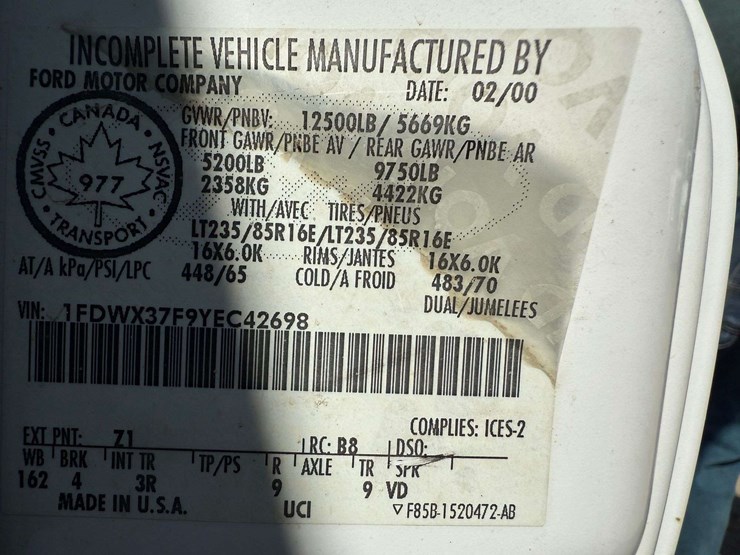 INCOMPLETE VEHICLE MANUFACTURED BY
FORD MOTOR COMPANY
DATE: 02/00
GVWR/PNBV: 12500LB/ 5669KG
FRONT GAWR/PNBE AV / REAR GAWR/PNBE AR
5200LB 9750LB
2358KG 4422KG
WITH/AVEC TIRES/PNEUS
LT235/85R16E/LT235/85R16E
16X6.0K RIMS/JANTES 16X6.0K
AT/A kPa/PSI/LPC 448/65 COLD/A FROID 483/70
DUAL/JUMELEES
CANADA
CMVSS NSVAC
977
TRANSPORT
VIN: 1FDWX37F9YEC42698
COMPLIES: ICES-2
EXT PNT: Z1 RC: B8 DSO:
WB BRK INT TR TP/PS R AXLE TR SPR
162 4 3R 9 9 VD
MADE IN U.S.A. UCI ▽ F85B-1520472-AB